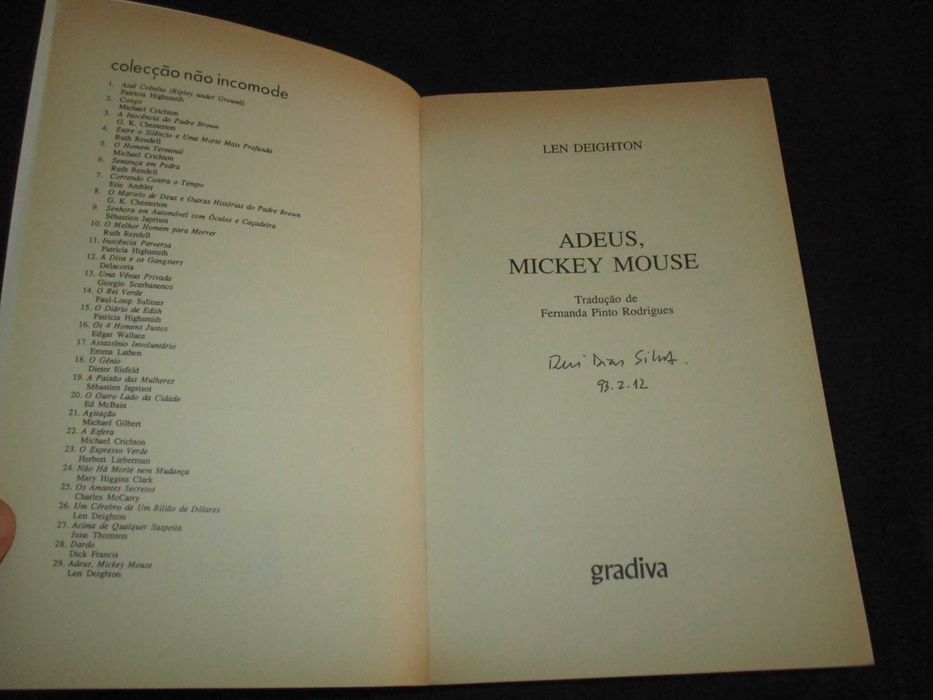 colecção não incomode
1. Azul Cobalto (Ripley under Ground)
Patricia Highsmith
2. Congo
Michael Crichton
3. A Inocência do Padre Brown
G. K. Chesterton
4. Entre o Silêncio e Uma Morte Mais Profunda
Ruth Rendell
5. O Homem Terminal
Michael Crichton
6. Sentença em Pedra
Ruth Rendell
7. Correndo Contra o Tempo
Eric Ambler
8. O Martelo de Deus e Outras Histórias do Padre Brown
G. K. Chesterton
9. Senhora em Automóvel com Óculos e Caçadeira
Sébastien Japrisot
10. O Melhor Homem para Morrer
Ruth Rendell
11. Inocência Perversa
Patricia Highsmith
12. A Diva e os Gangsters
Delacorta
13. Uma Vénus Privada
Giorgio Scerbanenco
14. O Rei Verde
Paul-Loup Sulitzer
15. O Diário de Edith
Patricia Highsmith
16. Os 4 Homens Justos
Edgar Wallace
17. Assassínio Involuntário
Emma Lathen
18. O Génio
Dieter Eisfeld
19. A Paixão das Mulheres
Sébastien Japrisot
20. O Outro Lado da Cidade
Ed McBain
21. Agitação
Michael Gilbert
22. A Esfera
Michael Crichton
23. O Expresso Verde
Herbert Lieberman
24. Não Há Morte nem Mudança
Mary Higgins Clark
25. Os Amantes Secretos
Charles McCarry
26. Um Cérebro de Um Bilião de Dólares
Len Deighton
27. Acima de Qualquer Suspeita
June Thomson
28. Dardo
Dick Francis
29. Adeus, Mickey Mouse
Len Deighton
LEN DEIGHTON
ADEUS,
MICKEY MOUSE
Tradução de
Fernanda Pinto Rodrigues
Rui Dias Silva.
93.2.12
gradiva